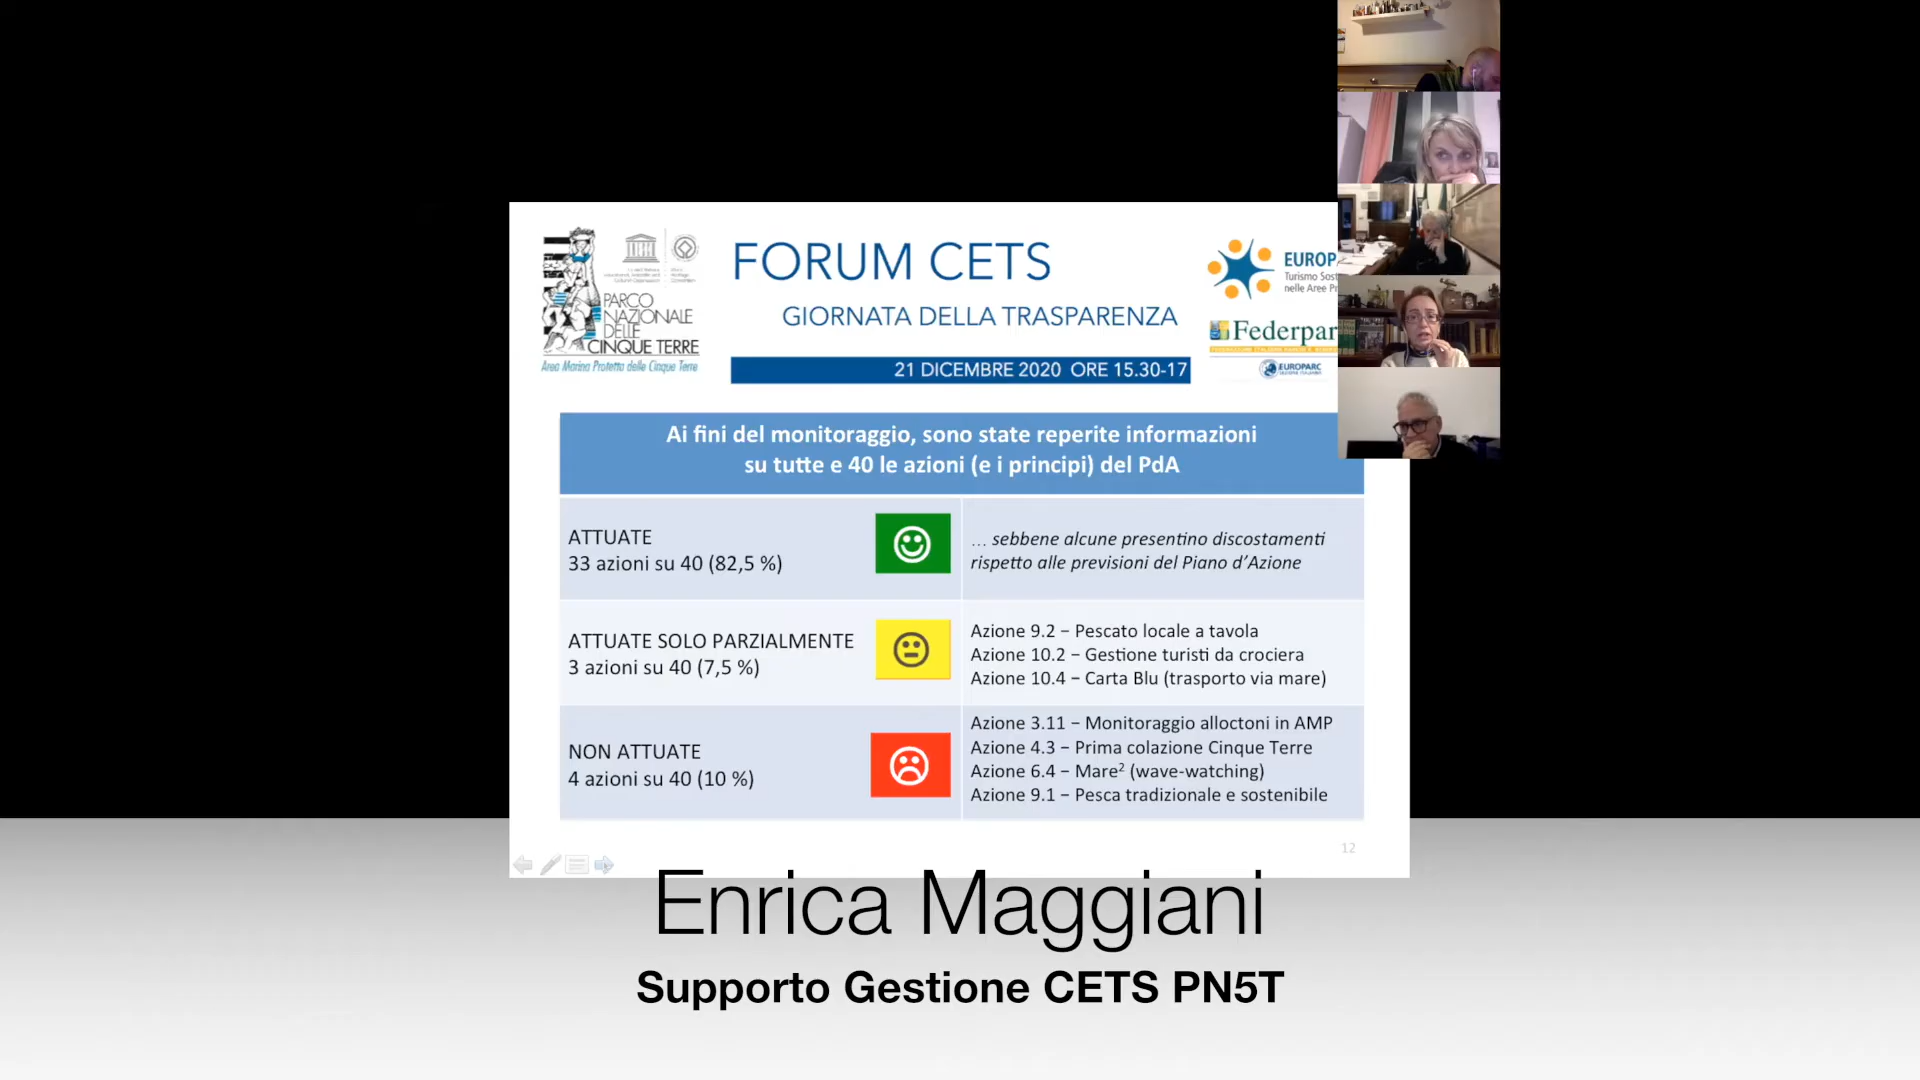 FORUM CETS
GIORNATA DELLA TRASPARENZA
21 DICEMBRE 2020 ORE 15.30-17
PARCO
NAZIONALE
DELLE
CINQUE TERRE
Area Marina Protetta delle Cinque Terre
EUROP
Turismo Sost
nelle Aree Pr
Federpar
EUROPARC
Ai fini del monitoraggio, sono state reperite informazioni
su tutte e 40 le azioni (e i principi) del PdA
ATTUATE
33 azioni su 40 (82,5 %)
... sebbene alcune presentino discostamenti
rispetto alle previsioni del Piano d’Azione
ATTUATE SOLO PARZIALMENTE
3 azioni su 40 (7,5 %)
Azione 9.2 – Pescato locale a tavola
Azione 10.2 – Gestione turisti da crociera
Azione 10.4 – Carta Blu (trasporto via mare)
NON ATTUATE
4 azioni su 40 (10 %)
Azione 3.11 – Monitoraggio alloctoni in AMP
Azione 4.3 – Prima colazione Cinque Terre
Azione 6.4 – Mare² (wave-watching)
Azione 9.1 – Pesca tradizionale e sostenibile
12
Enrica Maggiani
Supporto Gestione CETS PN5T